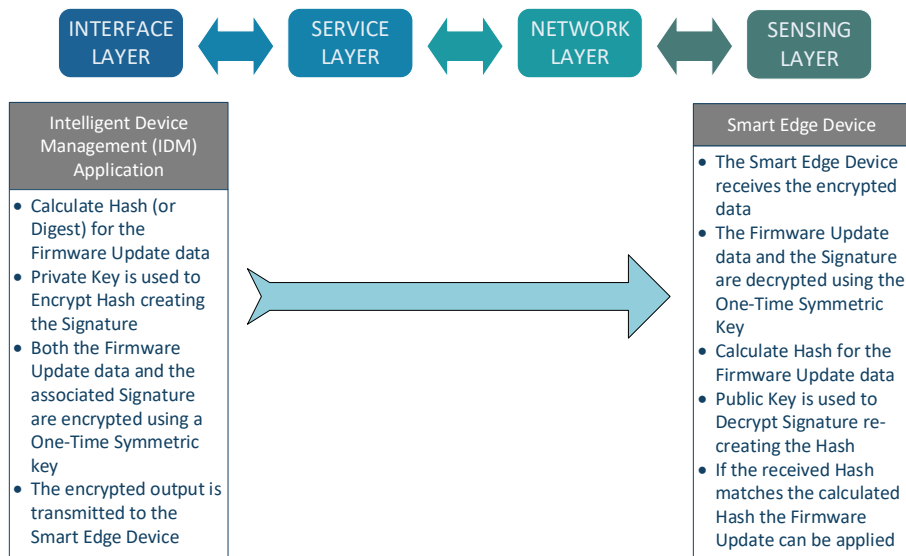 INTERFACE
LAYER
SERVICE
LAYER
NETWORK
LAYER
SENSING
LAYER
Intelligent Device
Management (IDM)
Application
• Calculate Hash (or
Digest) for the
Firmware Update data
• Private Key is used to
Encrypt Hash creating
the Signature
• Both the Firmware
Update data and the
associated Signature
are encrypted using a
One-Time Symmetric
key
• The encrypted output is
transmitted to the
Smart Edge Device
Smart Edge Device
• The Smart Edge Device
receives the encrypted
data
• The Firmware Update
data and the Signature
are decrypted using the
One-Time Symmetric
Key
• Calculate Hash for the
Firmware Update data
• Public Key is used to
Decrypt Signature re-
creating the Hash
• If the received Hash
matches the calculated
Hash the Firmware
Update can be applied